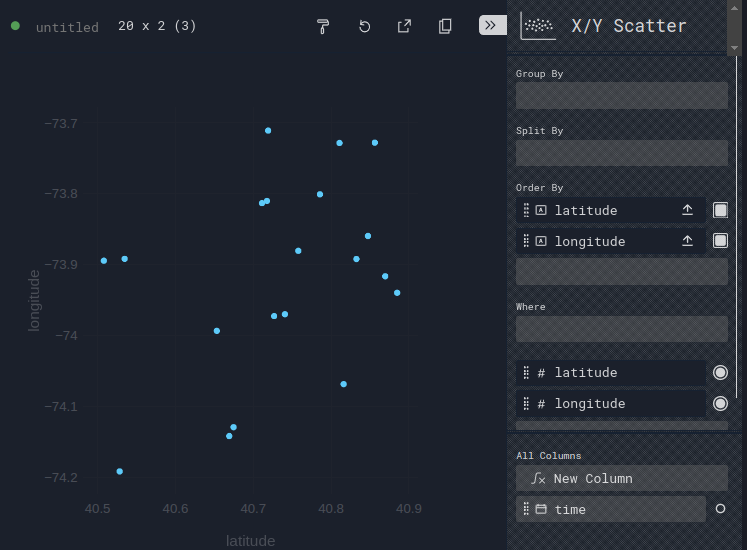 untitled
20 x 2 (3)
X/Y Scatter
Group By
Split By
Order By
A latitude
A longitude
Where
# latitude
# longitude
All Columns
New Column
time
longitude
−73.7
−73.8
−73.9
−74
−74.1
−74.2
40.5 40.6 40.7 40.8 40.9
latitude